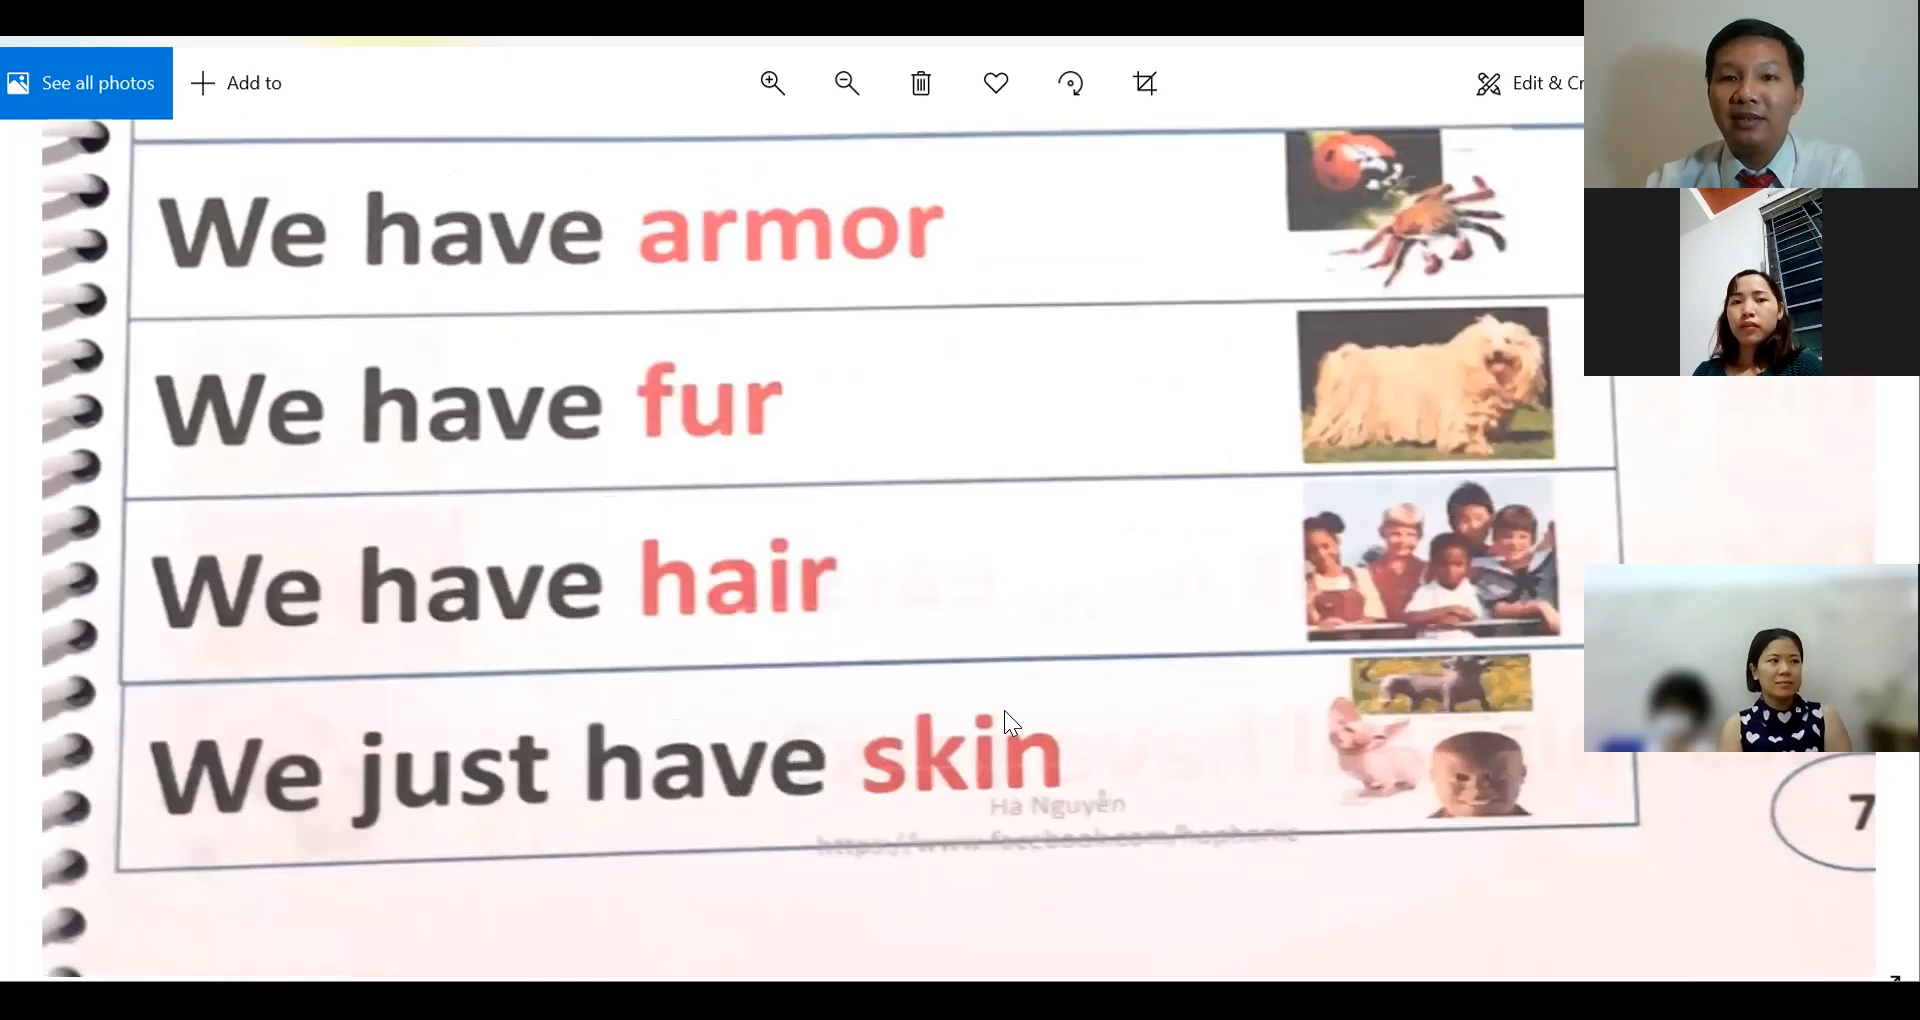 See all photos
Add to
Edit & Cr
We have armor
We have fur
We have hair
We just have skin
Hà Nguyễn
7